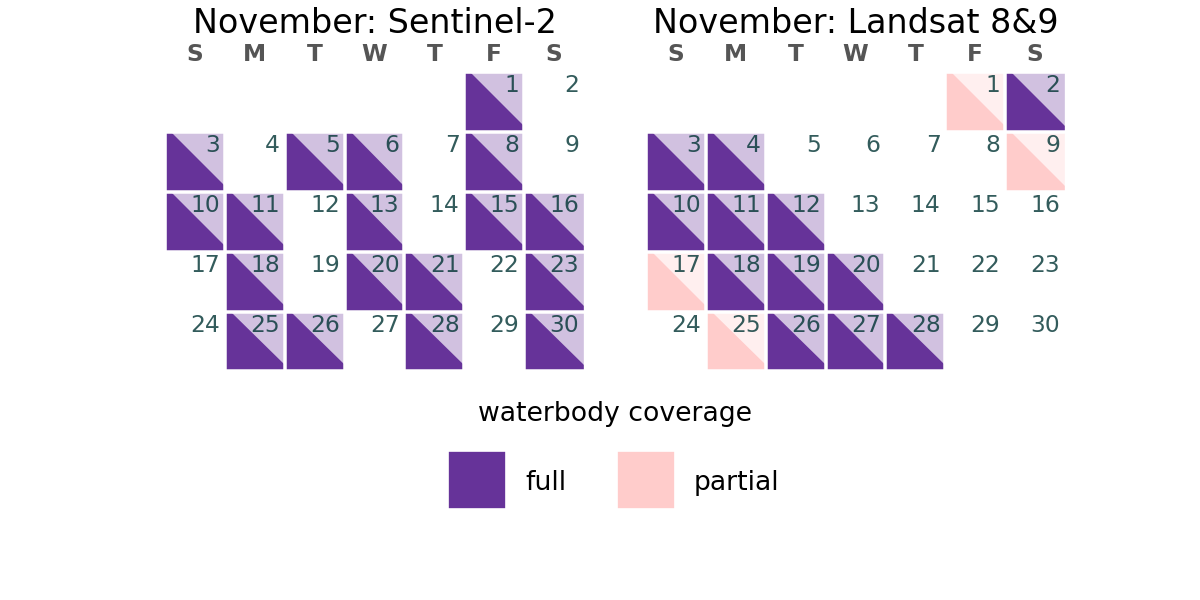 November: Sentinel-2
S M T W T F S
1 2
3 4 5 6 7 8 9
10 11 12 13 14 15 16
17 18 19 20 21 22 23
24 25 26 27 28 29 30
November: Landsat 8&9
S M T W T F S
1 2
3 4 5 6 7 8 9
10 11 12 13 14 15 16
17 18 19 20 21 22 23
24 25 26 27 28 29 30
waterbody coverage
full partial